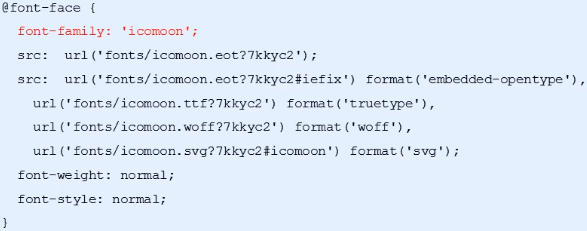 @font-face {
  font-family: 'icomoon';
  src:  url('fonts/icomoon.eot?7kkyc2');
  src:  url('fonts/icomoon.eot?7kkyc2#iefix') format('embedded-opentype'),
    url('fonts/icomoon.ttf?7kkyc2') format('truetype'),
    url('fonts/icomoon.woff?7kkyc2') format('woff'),
    url('fonts/icomoon.svg?7kkyc2#icomoon') format('svg');
  font-weight: normal;
  font-style: normal;
}